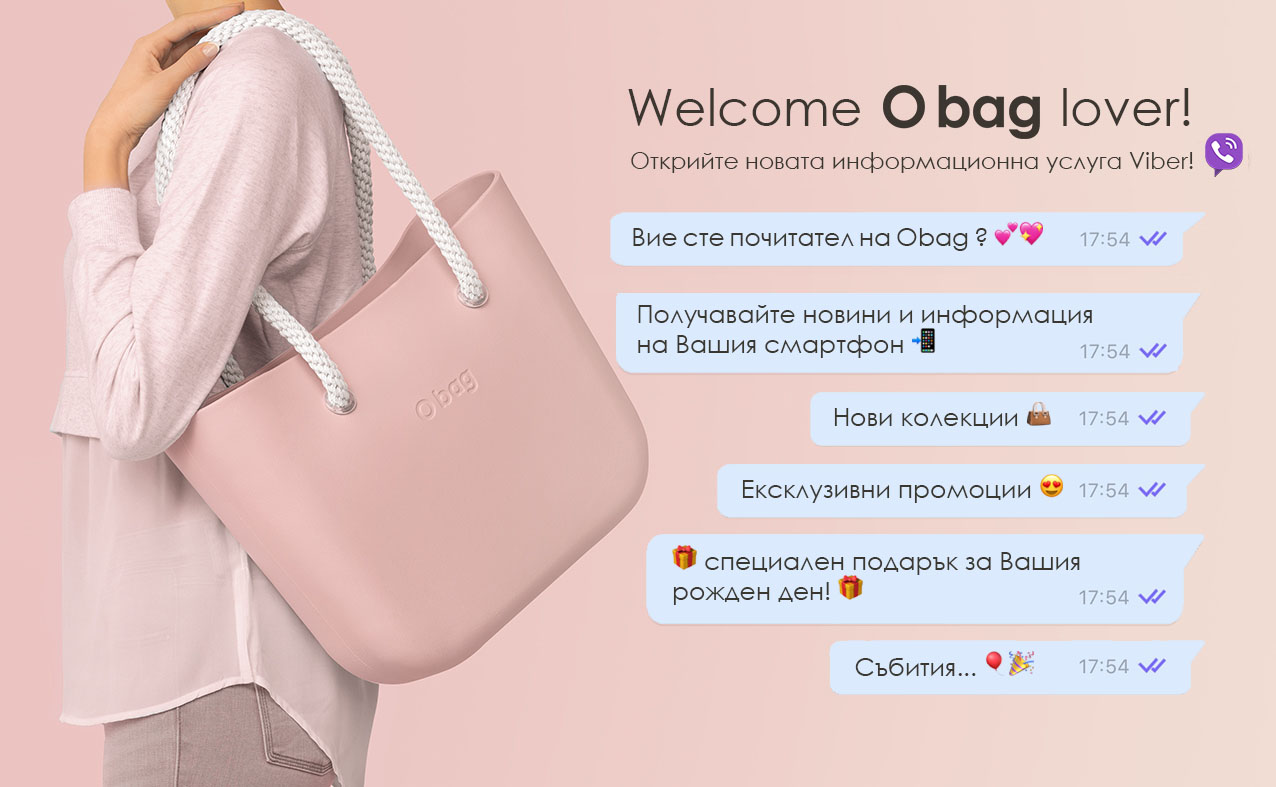 Welcome O bag lover!
Открийте новата информационна услуга Viber!
Вие сте почитател на Obag ? 💕💖 17:54
Получавайте новини и информация
на Вашия смартфон 📲 17:54
O bag
Нови колекции 👜 17:54
Ексклузивни промоции 😍 17:54
🎁 специален подарък за Вашия
рожден ден! 🎁 17:54
Събития... 🎈🎉 17:54